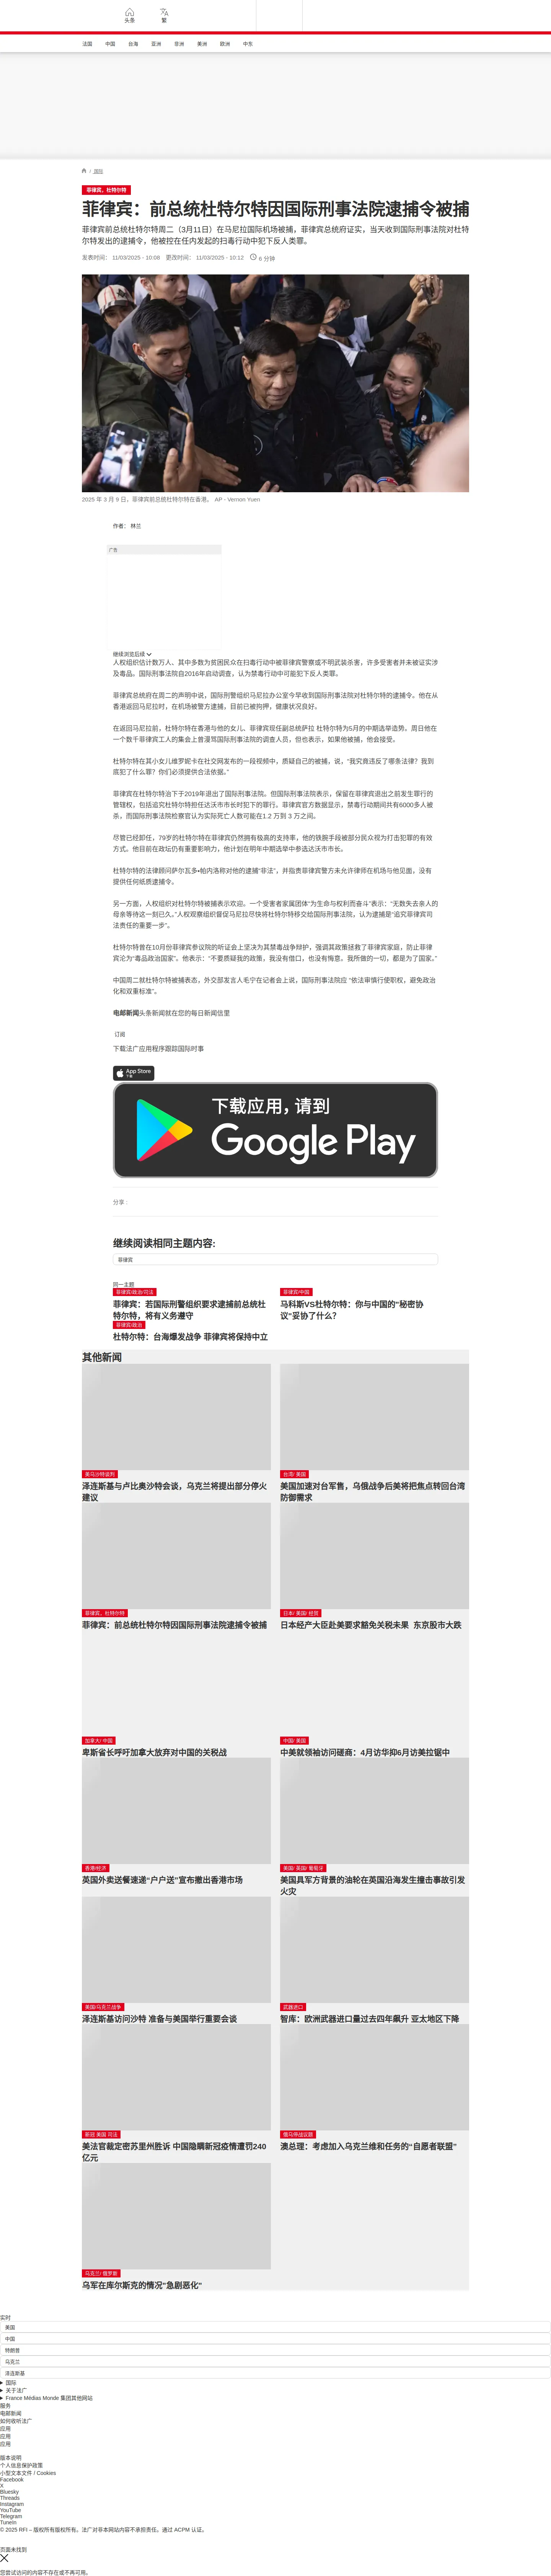 头条
繁
法国 中国 台海 亚洲 非洲 美洲 欧洲 中东
/ 国际
菲律宾，杜特尔特
菲律宾：前总统杜特尔特因国际刑事法院逮捕令被捕
菲律宾前总统杜特尔特周二（3月11日）在马尼拉国际机场被捕，菲律宾总统府证实，当天收到国际刑事法院对杜特
尔特发出的逮捕令，他被控在任内发起的扫毒行动中犯下反人类罪。
发表时间： 11/03/2025 - 10:08 更改时间： 11/03/2025 - 10:12 6 分钟
2025 年 3 月 9 日，菲律宾前总统杜特尔特在香港。 AP - Vernon Yuen
作者： 林兰
广告
继续浏览后续
人权组织估计数万人、其中多数为贫困民众在扫毒行动中被菲律宾警察或不明武装杀害，许多受害者并未被证实涉
及毒品。国际刑事法院自2016年启动调查，认为禁毒行动中可能犯下反人类罪。
菲律宾总统府在周二的声明中说，国际刑警组织马尼拉办公室今早收到国际刑事法院对杜特尔特的逮捕令。他在从
香港返回马尼拉时，在机场被警方逮捕，目前已被拘押，健康状况良好。
在返回马尼拉前，杜特尔特在香港与他的女儿、菲律宾现任副总统萨拉 杜特尔特为5月的中期选举造势。周日他在
一个数千菲律宾工人的集会上曾谩骂国际刑事法院的调查人员，但也表示，如果他被捕，他会接受。
杜特尔特在其小女儿维罗妮卡在社交网发布的一段视频中，质疑自己的被捕，说，“我究竟违反了哪条法律？我到
底犯了什么罪？你们必须提供合法依据。”
菲律宾在杜特尔特治下于2019年退出了国际刑事法院。但国际刑事法院表示，保留在菲律宾退出之前发生罪行的
管辖权，包括追究杜特尔特担任达沃市市长时犯下的罪行。菲律宾官方数据显示，禁毒行动期间共有6000多人被
杀，而国际刑事法院检察官认为实际死亡人数可能在1.2 万到 3 万之间。
尽管已经卸任，79岁的杜特尔特在菲律宾仍然拥有极高的支持率，他的铁腕手段被部分民众视为打击犯罪的有效
方式。他目前在政坛仍有重要影响力，他计划在明年中期选举中参选达沃市市长。
杜特尔特的法律顾问萨尔瓦多•帕内洛称对他的逮捕“非法”，并指责菲律宾警方未允许律师在机场与他见面，没有
提供任何纸质逮捕令。
另一方面，人权组织对杜特尔特被捕表示欢迎。一个受害者家属团体“为生命与权利而奋斗”表示：“无数失去亲人的
母亲等待这一刻已久。”人权观察组织督促马尼拉尽快将杜特尔特移交给国际刑事法院，认为逮捕是“追究菲律宾司
法责任的重要一步”。
杜特尔特曾在10月份菲律宾参议院的听证会上坚决为其禁毒战争辩护，强调其政策拯救了菲律宾家庭，防止菲律
宾沦为“毒品政治国家”。他表示：“不要质疑我的政策，我没有借口，也没有悔意。我所做的一切，都是为了国家。”
中国周二就杜特尔特被捕表态，外交部发言人毛宁在记者会上说，国际刑事法院应 “依法审慎行使职权，避免政治
化和双重标准”。
电邮新闻头条新闻就在您的每日新闻信里
订阅
下载法广应用程序跟踪国际时事
App Store
下载
下载应用，请到
Google Play
分享 :
继续阅读相同主题内容:
菲律宾
同一主题
菲律宾/政治/司法
菲律宾：若国际刑警组织要求逮捕前总统杜
特尔特，将有义务遵守
菲律宾/中国
马科斯VS杜特尔特：你与中国的"秘密协
议"妥协了什么？
菲律宾/政治
杜特尔特：台海爆发战争 菲律宾将保持中立
其他新闻
美乌沙特谈判
泽连斯基与卢比奥沙特会谈，乌克兰将提出部分停火
建议
台湾/ 美国
美国加速对台军售，乌俄战争后美将把焦点转回台湾
防御需求
菲律宾，杜特尔特
菲律宾：前总统杜特尔特因国际刑事法院逮捕令被捕
日本/ 美国/ 经贸
日本经产大臣赴美要求豁免关税未果 东京股市大跌
加拿大/ 中国
卑斯省长呼吁加拿大放弃对中国的关税战
中国/ 美国
中美就领袖访问磋商：4月访华抑6月访美拉锯中
香港/经济
英国外卖送餐速递“户户送”宣布撤出香港市场
美国/ 英国/ 葡萄牙
美国具军方背景的油轮在英国沿海发生撞击事故引发
火灾
美国/乌克兰战争
泽连斯基访问沙特 准备与美国举行重要会谈
武器进口
智库：欧洲武器进口量过去四年飙升 亚太地区下降
新冠 美国 司法
美法官裁定密苏里州胜诉 中国隐瞒新冠疫情遭罚240
亿元
俄乌停战议题
澳总理：考虑加入乌克兰维和任务的“自愿者联盟”
乌克兰/ 俄罗斯
乌军在库尔斯克的情况"急剧恶化"
实时
美国
中国
特朗普
乌克兰
泽连斯基
国际
关于法广
France Médias Monde 集团其他网站
服务
电邮新闻
如何收听法广
应用
应用
应用
版本说明
个人信息保护政策
小型文本文件 / Cookies
Facebook
X
Bluesky
Threads
Instagram
YouTube
Telegram
TuneIn
© 2025 RFI – 版权所有版权所有。法广对非本网站内容不承担责任。通过 ACPM 认证。
页面未找到
您尝试访问的内容不存在或不再可用。